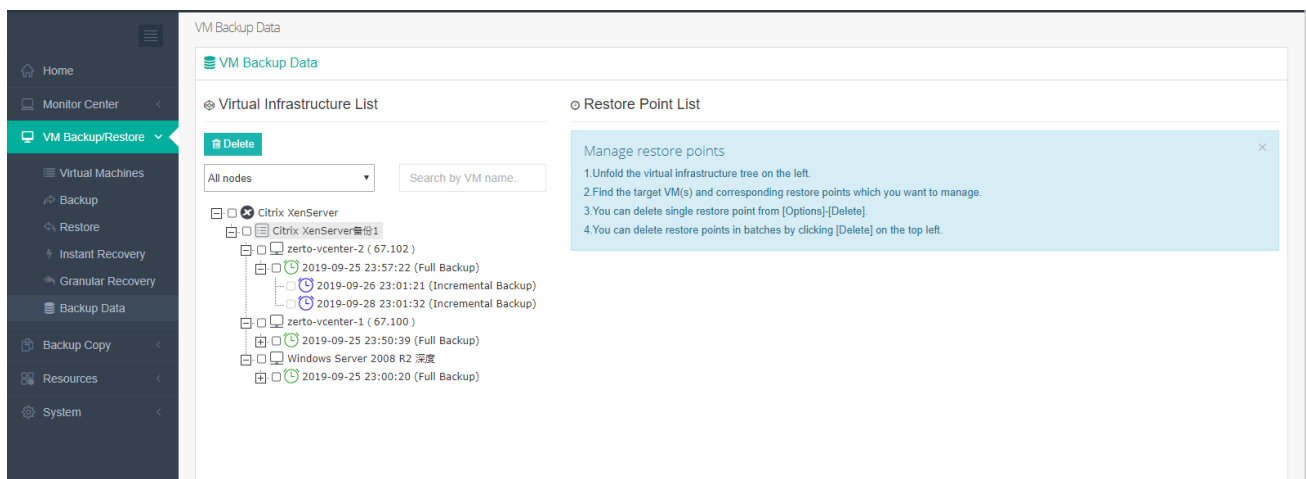 VM Backup Data
Home
Monitor Center
VM Backup/Restore
Virtual Machines
Backup
Restore
Instant Recovery
Granular Recovery
Backup Data
Backup Copy
Resources
System
VM Backup Data
Virtual Infrastructure List
Delete
All nodes
Search by VM name.
Citrix XenServer
Citrix XenServer备份1
zerto-vcenter-2 ( 67.102 )
2019-09-25 23:57:22 (Full Backup)
2019-09-26 23:01:21 (Incremental Backup)
2019-09-28 23:01:32 (Incremental Backup)
zerto-vcenter-1 ( 67.100 )
2019-09-25 23:50:39 (Full Backup)
Windows Server 2008 R2 深度
2019-09-25 23:00:20 (Full Backup)
Restore Point List
Manage restore points
1.Unfold the virtual infrastructure tree on the left.
2.Find the target VM(s) and corresponding restore points which you want to manage.
3.You can delete single restore point from [Options]-[Delete].
4.You can delete restore points in batches by clicking [Delete] on the top left.